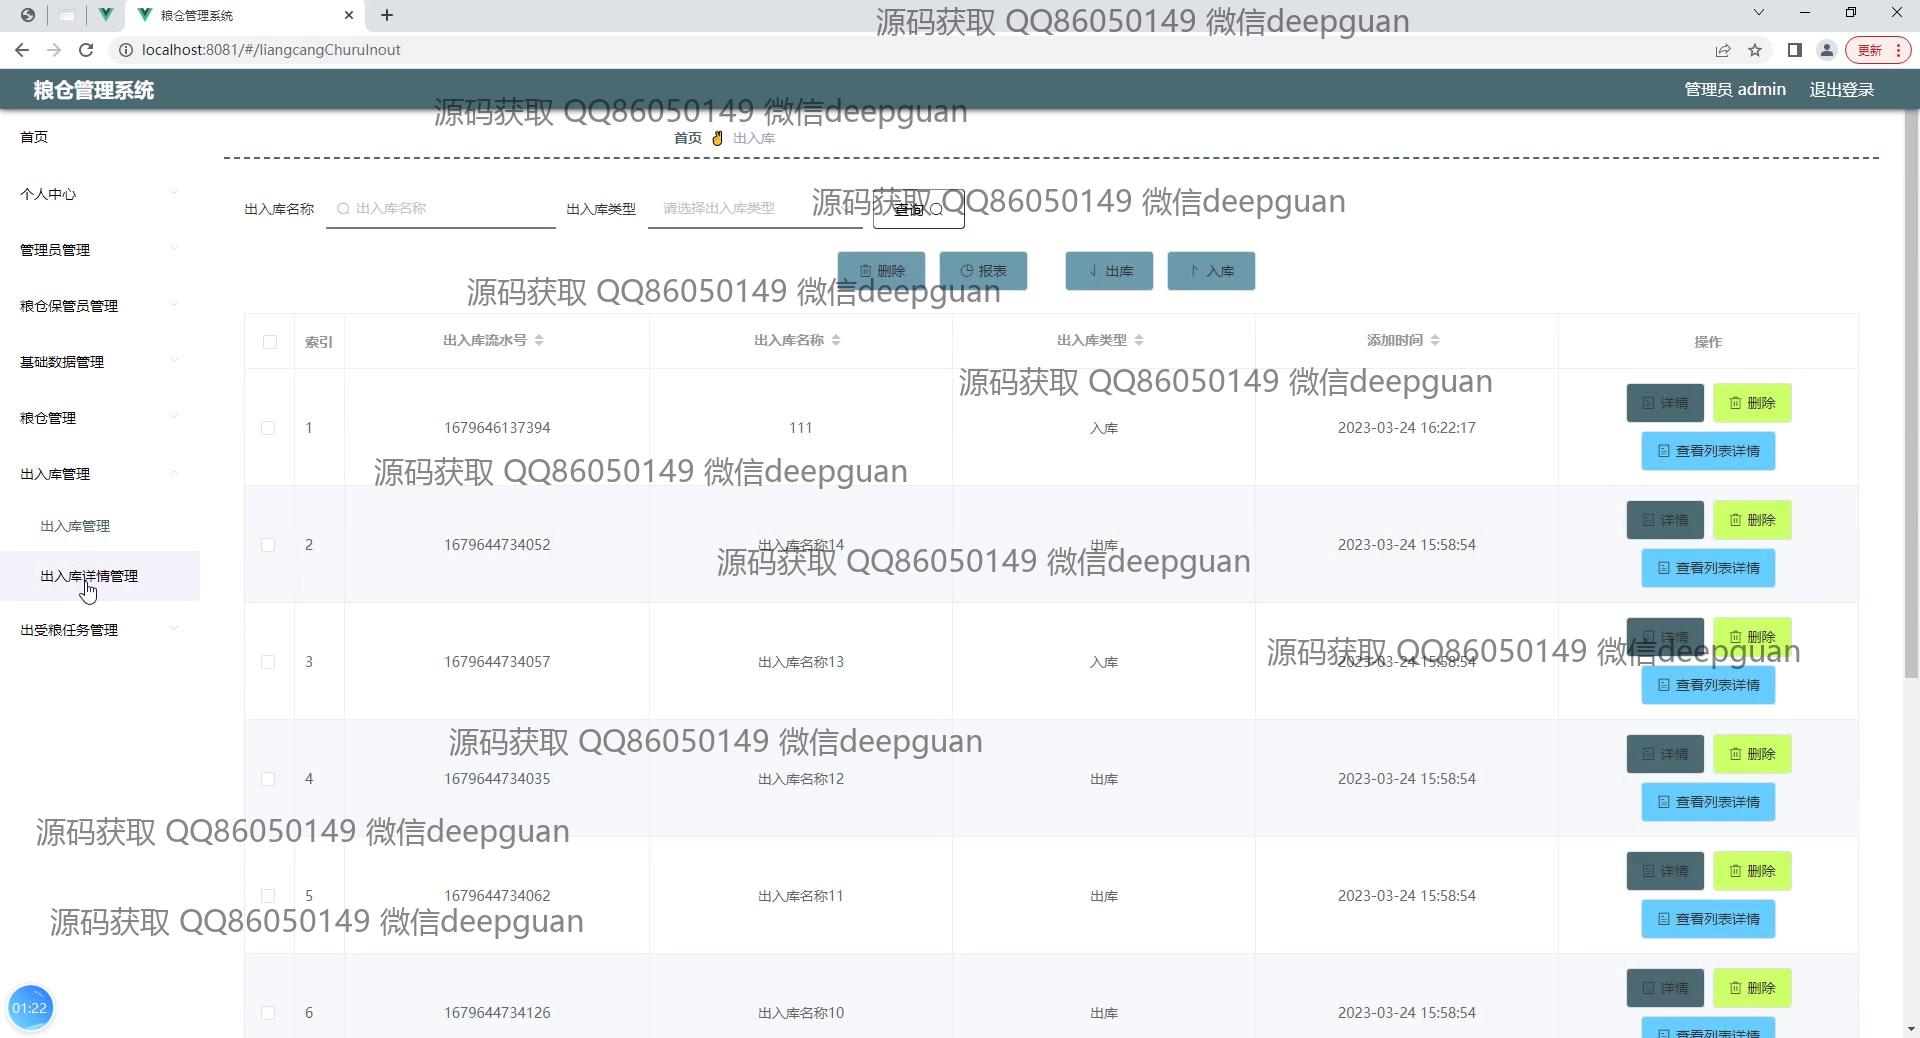 粮仓管理系统
localhost:8081/#/liangcangChuruInout
更新
源码获取 QQ86050149 微信deepguan
粮仓管理系统
管理员 admin
退出登录
源码获取 QQ86050149 微信deepguan
首页
出入库
首页
个人中心
管理员管理
粮仓保管员管理
基础数据管理
粮仓管理
出入库管理
出入库管理
出入库详情管理
出受粮任务管理
出入库名称
出入库名称
出入库类型
请选择出入库类型
查询
源码获取 QQ86050149 微信deepguan
删除
报表
出库
入库
源码获取 QQ86050149 微信deepguan
索引 出入库流水号 出入库名称 出入库类型 添加时间 操作
源码获取 QQ86050149 微信deepguan
1 1679646137394 111 入库 2023-03-24 16:22:17 详情 删除
查看列表详情
源码获取 QQ86050149 微信deepguan
2 1679644734052 出入库名称14 出库 2023-03-24 15:58:54 详情 删除
查看列表详情
源码获取 QQ86050149 微信deepguan
3 1679644734057 出入库名称13 入库 2023-03-24 15:58:54 详情 删除
查看列表详情
源码获取 QQ86050149 微信deepguan
源码获取 QQ86050149 微信deepguan
4 1679644734035 出入库名称12 出库 2023-03-24 15:58:54 详情 删除
查看列表详情
源码获取 QQ86050149 微信deepguan
5 1679644734062 出入库名称11 出库 2023-03-24 15:58:54 详情 删除
查看列表详情
源码获取 QQ86050149 微信deepguan
6 1679644734126 出入库名称10 出库 2023-03-24 15:58:54 详情 删除
查看列表详情
01:22